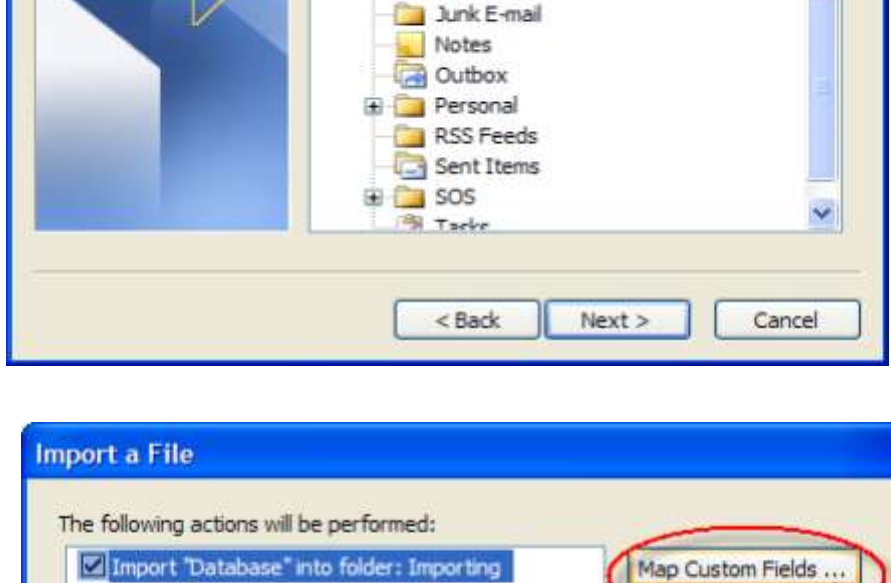 Junk E-mail
Notes
Outbox
Personal
RSS Feeds
Sent Items
SOS
Tasks
< Back Next > Cancel
Import a File
The following actions will be performed:
Import "Database" into folder: Importing
Map Custom Fields ...